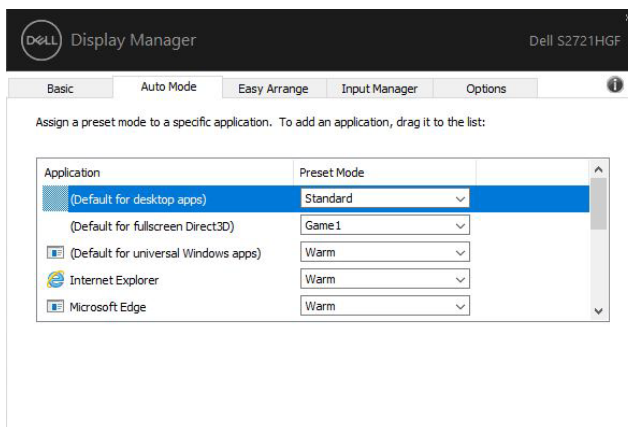 DELL Display Manager Dell S2721HGF
Basic Auto Mode Easy Arrange Input Manager Options
Assign a preset mode to a specific application. To add an application, drag it to the list:
Application Preset Mode
(Default for desktop apps) Standard
(Default for fullscreen Direct3D) Game1
(Default for universal Windows apps) Warm
Internet Explorer Warm
Microsoft Edge Warm